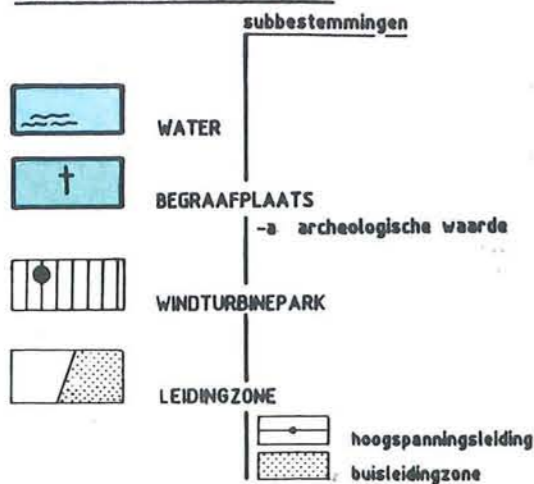 subbestemmingen
WATER
BEGRAAFPLAATS
-a archeologische waarde
WINDTURBINEPARK
LEIDINGZONE
hoogspanningsleiding
buisleidingzone